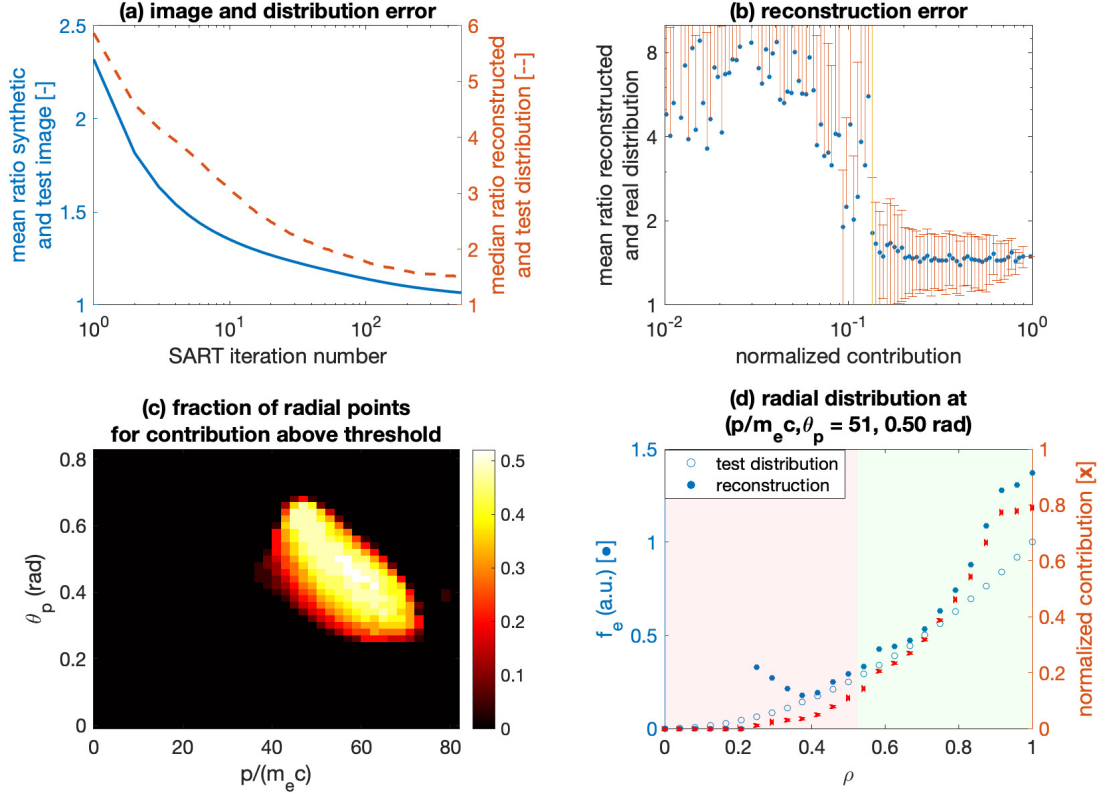 (a) image and distribution error
mean ratio synthetic
and test image [-]
2.5
2
1.5
1
6
5
4
3
2
1
median ratio reconstructed
and test distribution [--]
10^0
10^1
10^2
SART iteration number
(b) reconstruction error
mean ratio reconstructed
and real distribution
8
4
2
1
10^-2
10^-1
10^0
normalized contribution
(c) fraction of radial points
for contribution above threshold
θ_p (rad)
0.8
0.6
0.4
0.2
0
0
20
40
60
80
p/(m_ec)
0.5
0.4
0.3
0.2
0.1
0
(d) radial distribution at
(p/m_ec,θ_p = 51, 0.50 rad)
f_e (a.u.) [•]
1.5
1
0.5
0
test distribution
reconstruction
1
0.8
0.6
0.4
0.2
0
normalized contribution [x]
0
0.2
0.4
0.6
0.8
1
ρ